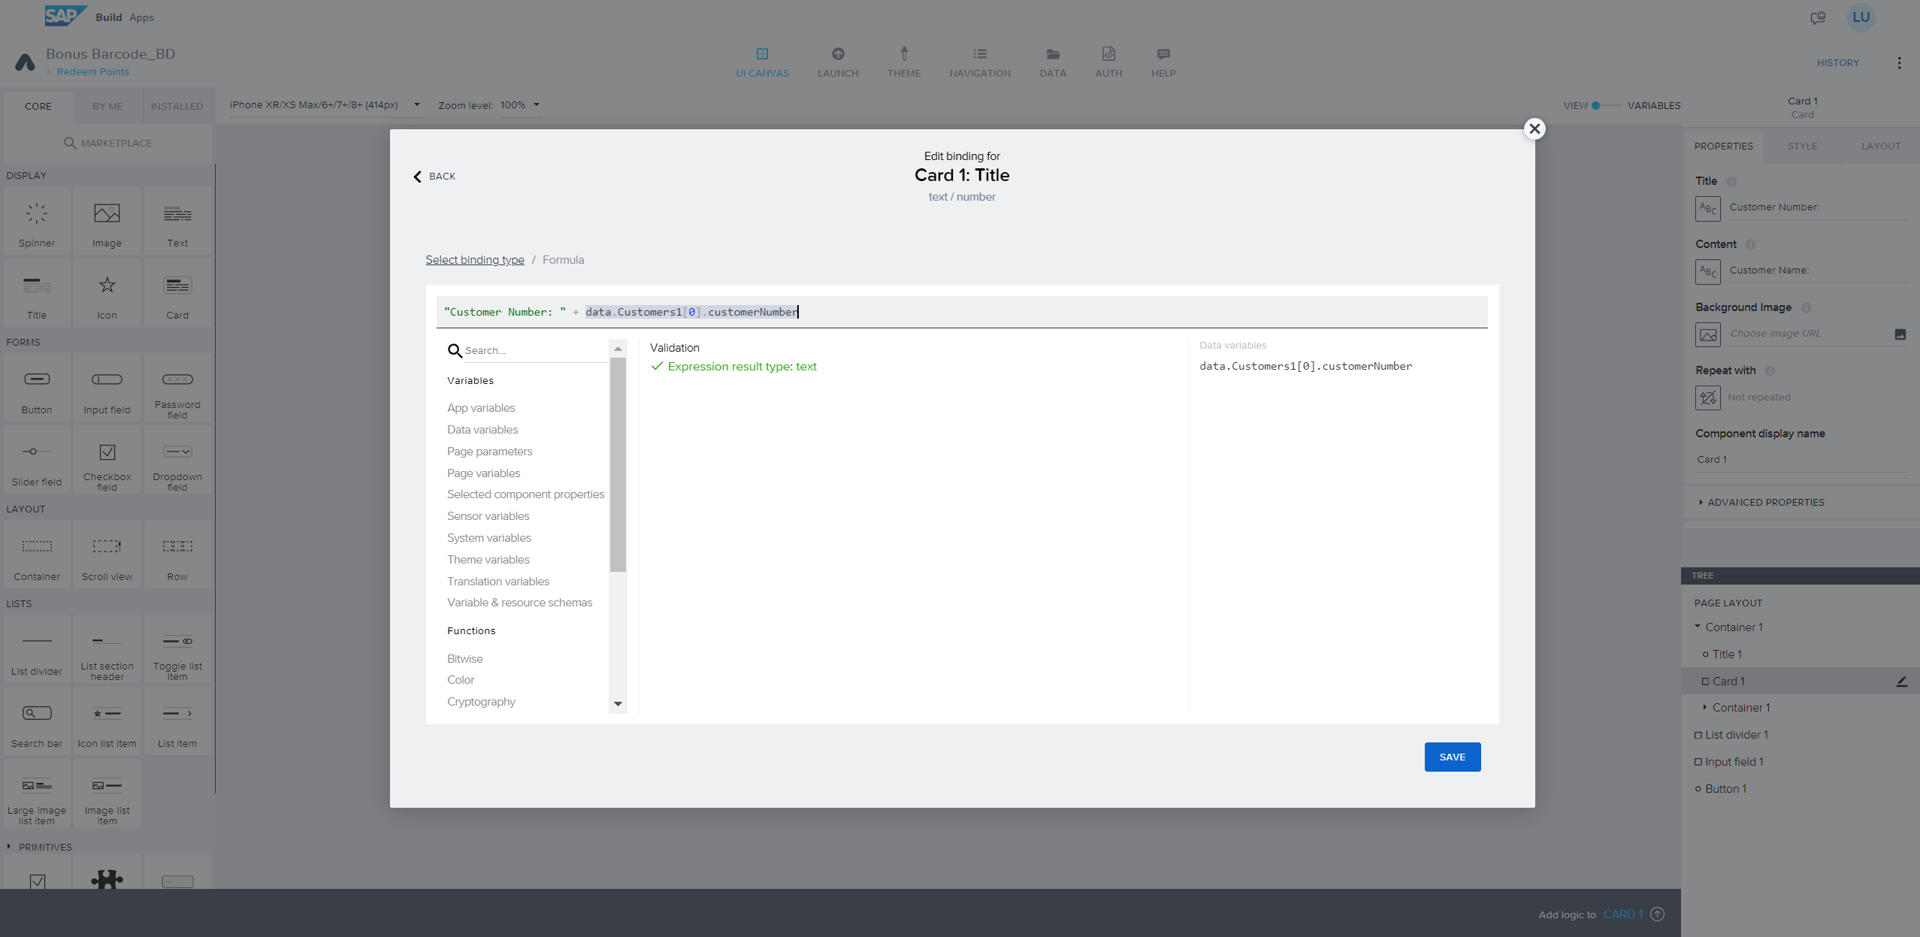 SAP Build Apps
LU
Bonus Barcode_BD
Redeem Points
UI CANVAS
LAUNCH
THEME
NAVIGATION
DATA
AUTH
HELP
HISTORY
CORE
BY ME
INSTALLED
iPhone XR/XS Max/6+/7+/8+ (414px)
Zoom level: 100%
VIEW
VARIABLES
MARKETPLACE
DISPLAY
Spinner
Image
Text
Title
Icon
Card
FORMS
Button
Input field
Password
field
Slider field
Checkbox
field
Dropdown
field
LAYOUT
Container
Scroll view
Row
LISTS
List divider
List section
header
Toggle list
item
Search bar
Icon list item
List item
Large image
list item
Image list
item
PRIMITIVES
BACK
Edit binding for
Card 1: Title
text / number
Select binding type / Formula
"Customer Number: " + data.Customers1[0].customerNumber
Search...
Variables
App variables
Data variables
Page parameters
Page variables
Selected component properties
Sensor variables
System variables
Theme variables
Translation variables
Variable & resource schemas
Functions
Bitwise
Color
Cryptography
Validation
Expression result type: text
Data variables
data.Customers1[0].customerNumber
SAVE
Card 1
Card
PROPERTIES
STYLE
LAYOUT
Title
ABC
Customer Number:
Content
ABC
Customer Name:
Background Image
Choose image URL
Repeat with
Not repeated
Component display name
Card 1
ADVANCED PROPERTIES
TREE
PAGE LAYOUT
Container 1
Title 1
Card 1
Container 1
List divider 1
Input field 1
Button 1
Add logic to CARD 1